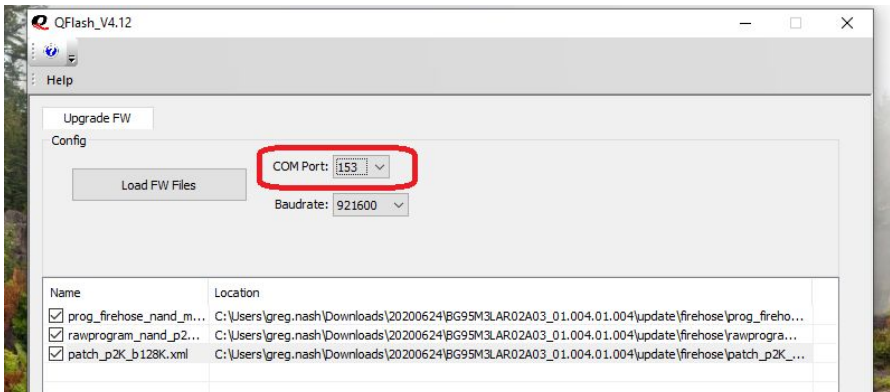 QFlash_V4.12
Help
Upgrade FW
Config
COM Port: 153
Load FW Files
Baudrate: 921600
Name Location
prog_firehose_nand_m... C:\Users\greg.nash\Downloads\20200624\BG95M3LAR02A03_01.004.01.004\update\firehose\prog_fireho...
rawprogram_nand_p2... C:\Users\greg.nash\Downloads\20200624\BG95M3LAR02A03_01.004.01.004\update\firehose\rawprogra...
patch_p2K_b128K.xml C:\Users\greg.nash\Downloads\20200624\BG95M3LAR02A03_01.004.01.004\update\firehose\patch_p2K_...